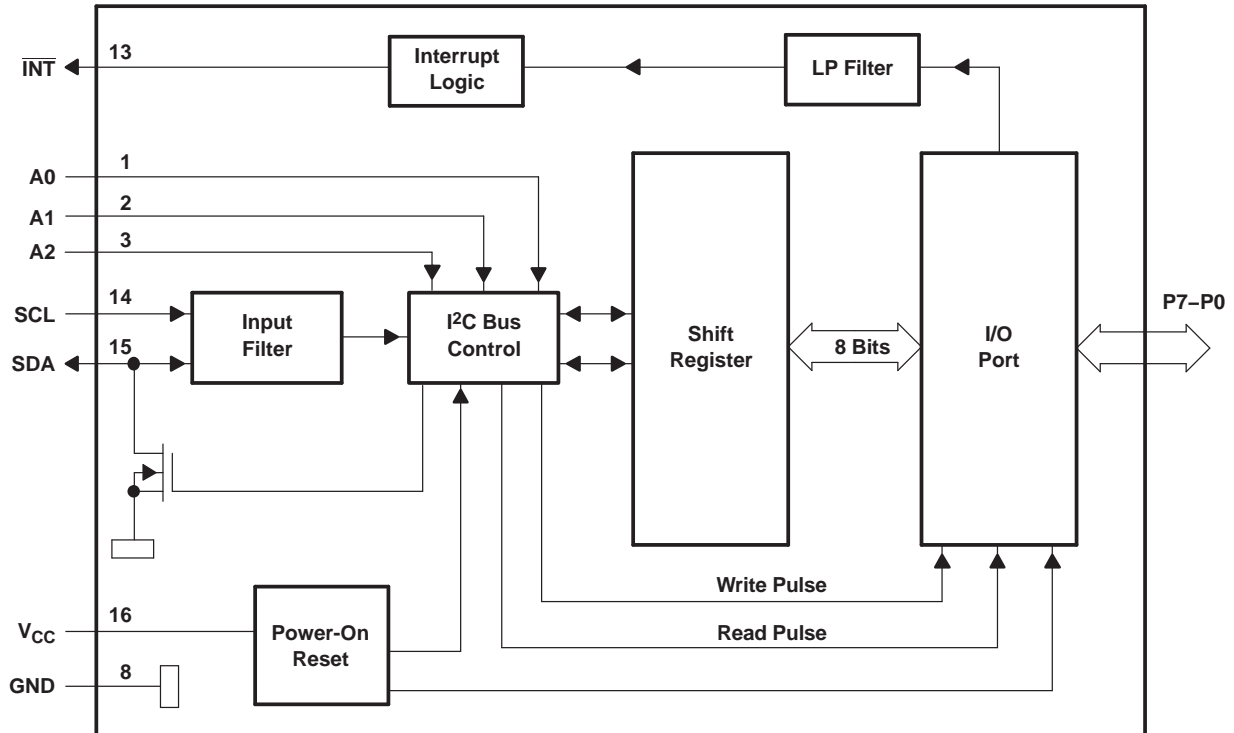 13
INT
Interrupt
Logic
LP Filter
1
A0
2
A1
3
A2
14
SCL
Input
Filter
I²C Bus
Control
15
SDA
Shift
Register
8 Bits
I/O
Port
P7–P0
Write Pulse
16
VCC
Power-On
Reset
Read Pulse
8
GND